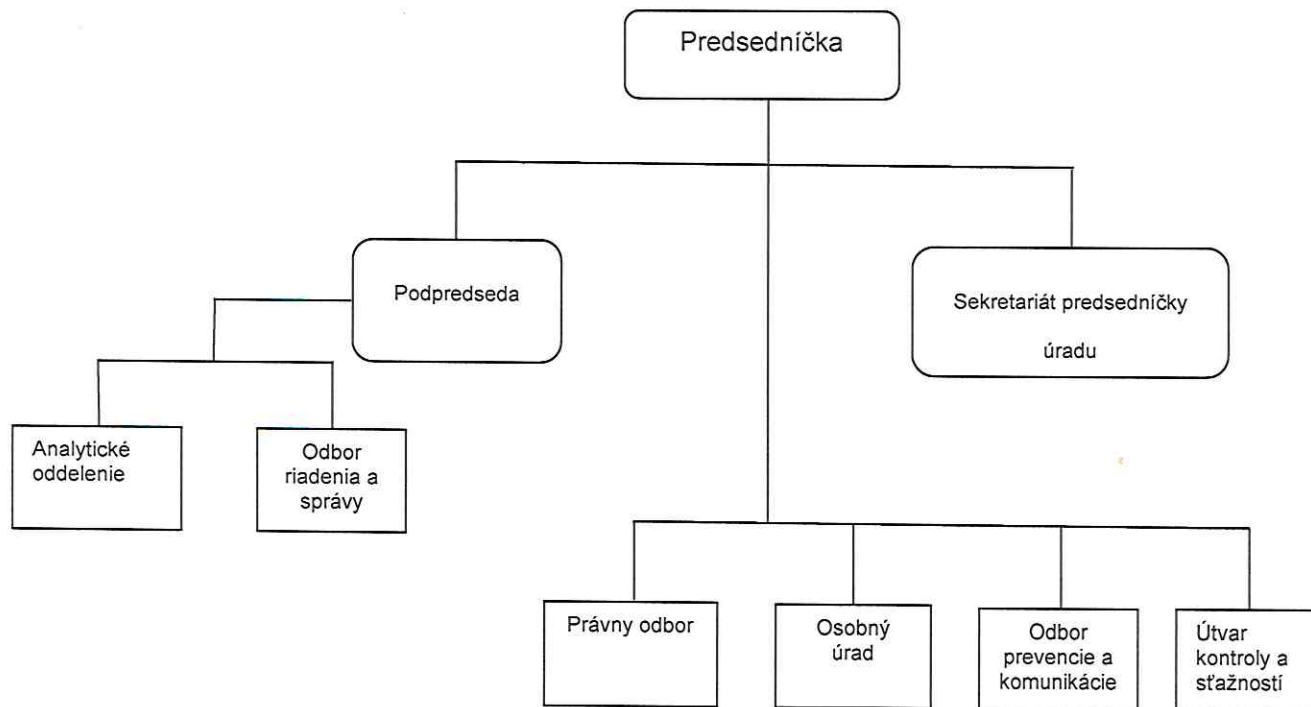 Predsedníčka
Podpredseda
Sekretariát predsedníčky
úradu
Analytické
oddelenie
Odbor
riadenia a
správy
Právny odbor
Osobný
úrad
Odbor
prevencie a
komunikácie
Útvar
kontroly a
sťažností